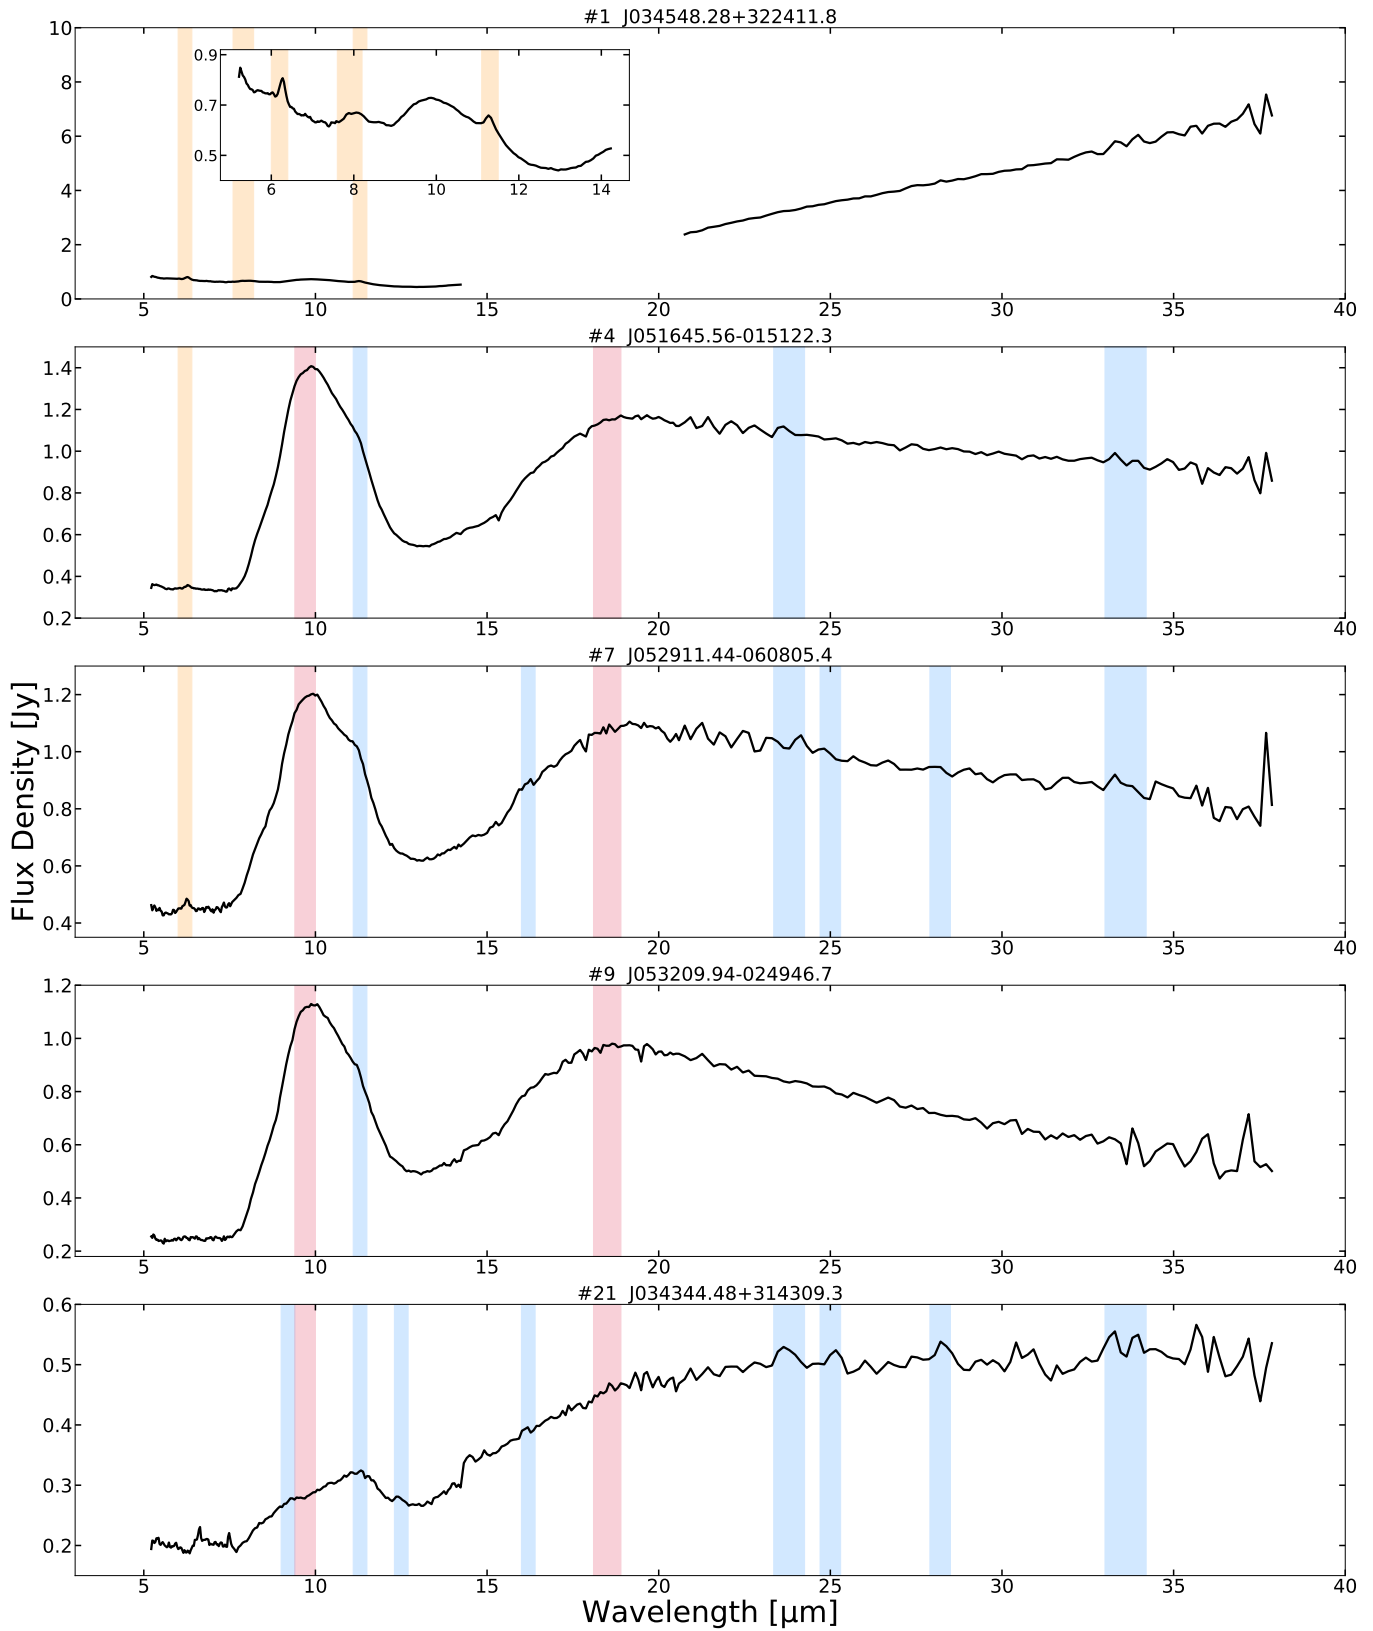 #1 J034548.28+322411.8
10
8
6
4
2
0
0.9
0.7
0.5
6 8 10 12 14
5 10 15 20 25 30 35 40
#4 J051645.56-015122.3
1.4
1.2
1.0
0.8
0.6
0.4
0.2
5 10 15 20 25 30 35 40
#7 J052911.44-060805.4
1.2
1.0
0.8
0.6
0.4
5 10 15 20 25 30 35 40
Flux Density [Jy]
#9 J053209.94-024946.7
1.2
1.0
0.8
0.6
0.4
0.2
5 10 15 20 25 30 35 40
#21 J034344.48+314309.3
0.6
0.5
0.4
0.3
0.2
5 10 15 20 25 30 35 40
Wavelength [μm]